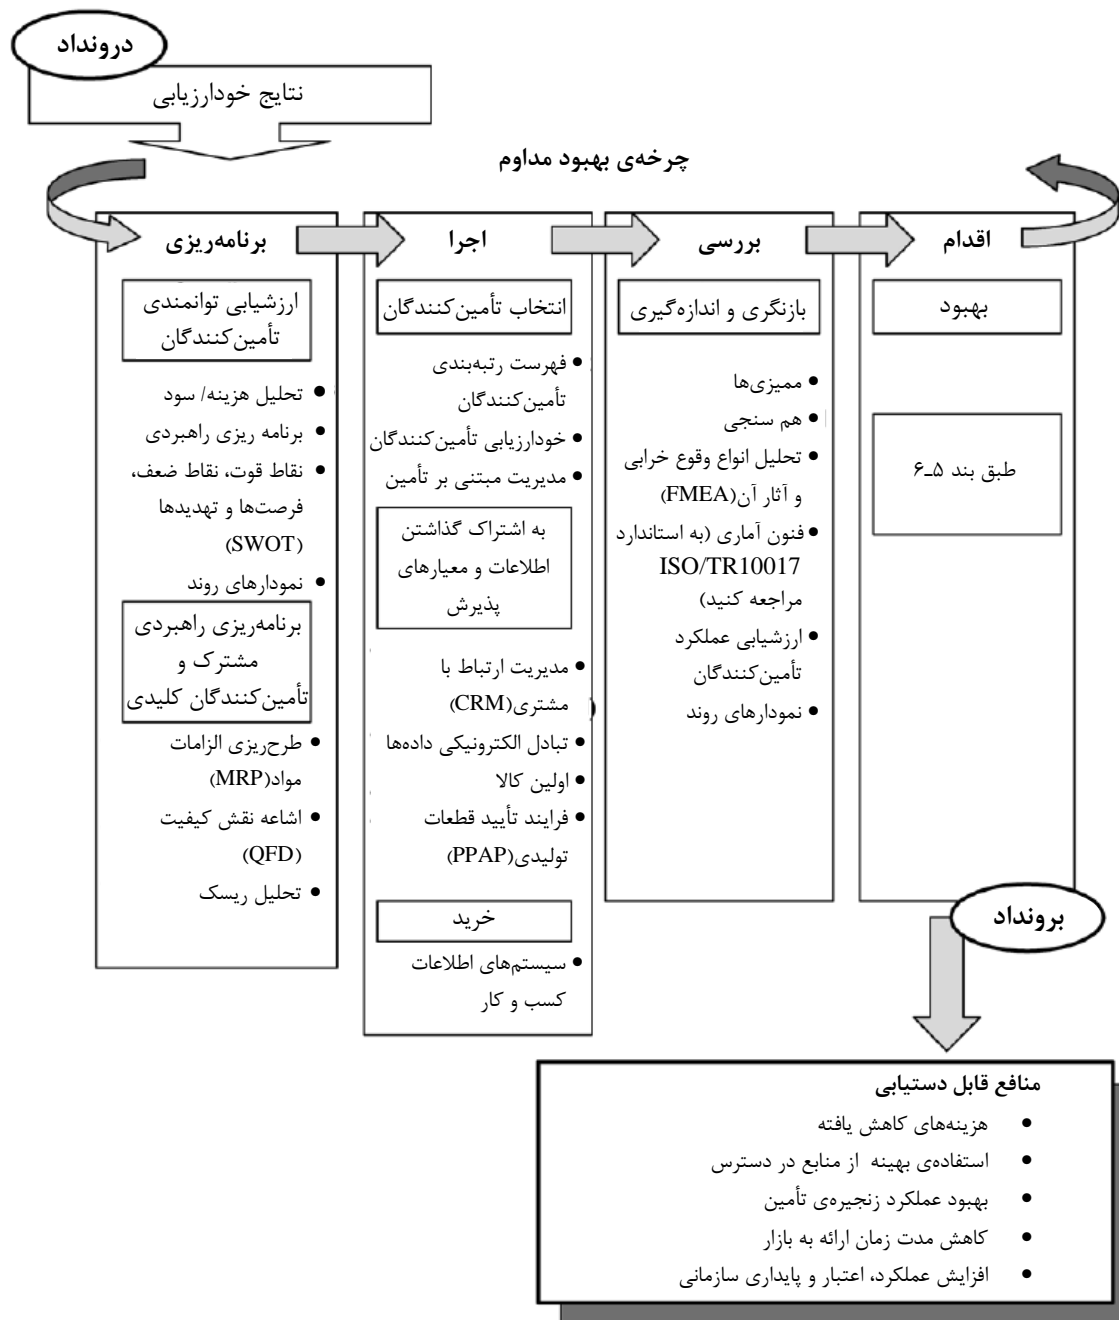 درونداد
نتایج خودارزیابی
چرخه‌ی بهبود مداوم
برنامه‌ریزی
ارزشیابی توانمندی
تأمین‌کنندگان
• تحلیل هزینه/ سود
• برنامه ریزی راهبردی
• نقاط قوت، نقاط ضعف،
فرصت‌ها و تهدیدها
(SWOT)
• نمودارهای روند
برنامه‌ریزی راهبردی
مشترک و
تأمین‌کنندگان کلیدی
• طرح‌ریزی الزامات
مواد(MRP)
• اشاعه نقش کیفیت
(QFD)
• تحلیل ریسک
اجرا
انتخاب تأمین‌کنندگان
• فهرست رتبه‌بندی
تأمین‌کنندگان
• خودارزیابی تأمین‌کنندگان
• مدیریت مبتنی بر تأمین
به اشتراک گذاشتن
اطلاعات و معیارهای
پذیرش
• مدیریت ارتباط با
مشتری(CRM)
• تبادل الکترونیکی داده‌ها
• اولین کالا
• فرایند تأیید قطعات
تولیدی(PPAP)
خرید
• سیستم‌های اطلاعات
کسب و کار
بررسی
بازنگری و اندازه‌گیری
• ممیزی‌ها
• هم سنجی
• تحلیل انواع وقوع خرابی
و آثار آن(FMEA)
• فنون آماری (به استاندارد
ISO/TR10017
مراجعه کنید)
• ارزشیابی عملکرد
تأمین‌کنندگان
• نمودارهای روند
اقدام
بهبود
طبق بند ۵ـ۶
برونداد
منافع قابل دستیابی
• هزینه‌های کاهش یافته
• استفاده‌ی بهینه از منابع در دسترس
• بهبود عملکرد زنجیره‌ی تأمین
• کاهش مدت زمان ارائه به بازار
• افزایش عملکرد، اعتبار و پایداری سازمانی